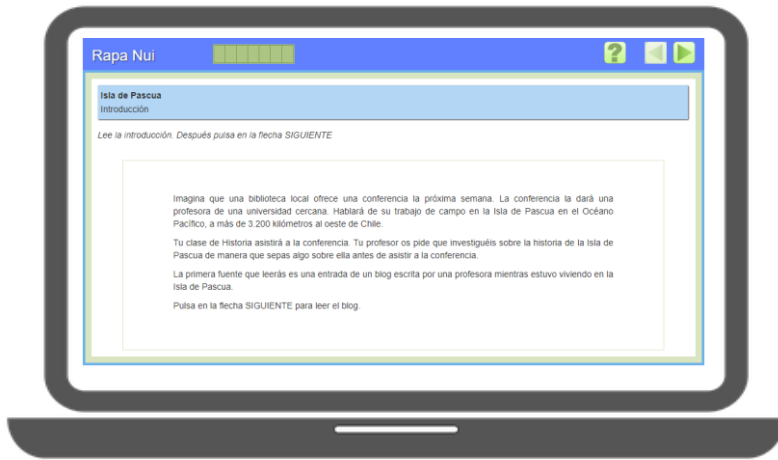 Rapa Nui
?
Isla de Pascua
Introducción
Lee la introducción. Después pulsa en la flecha SIGUIENTE
Imagina que una biblioteca local ofrece una conferencia la próxima semana. La conferencia la dará una
profesora de una universidad cercana. Hablará de su trabajo de campo en la Isla de Pascua en el Océano
Pacífico, a más de 3.200 kilómetros al oeste de Chile.
Tu clase de Historia asistirá a la conferencia. Tu profesor os pide que investiguéis sobre la historia de la Isla de
Pascua de manera que sepas algo sobre ella antes de asistir a la conferencia.
La primera fuente que leerás es una entrada de un blog escrita por una profesora mientras estuvo viviendo en la
Isla de Pascua.
Pulsa en la flecha SIGUIENTE para leer el blog.